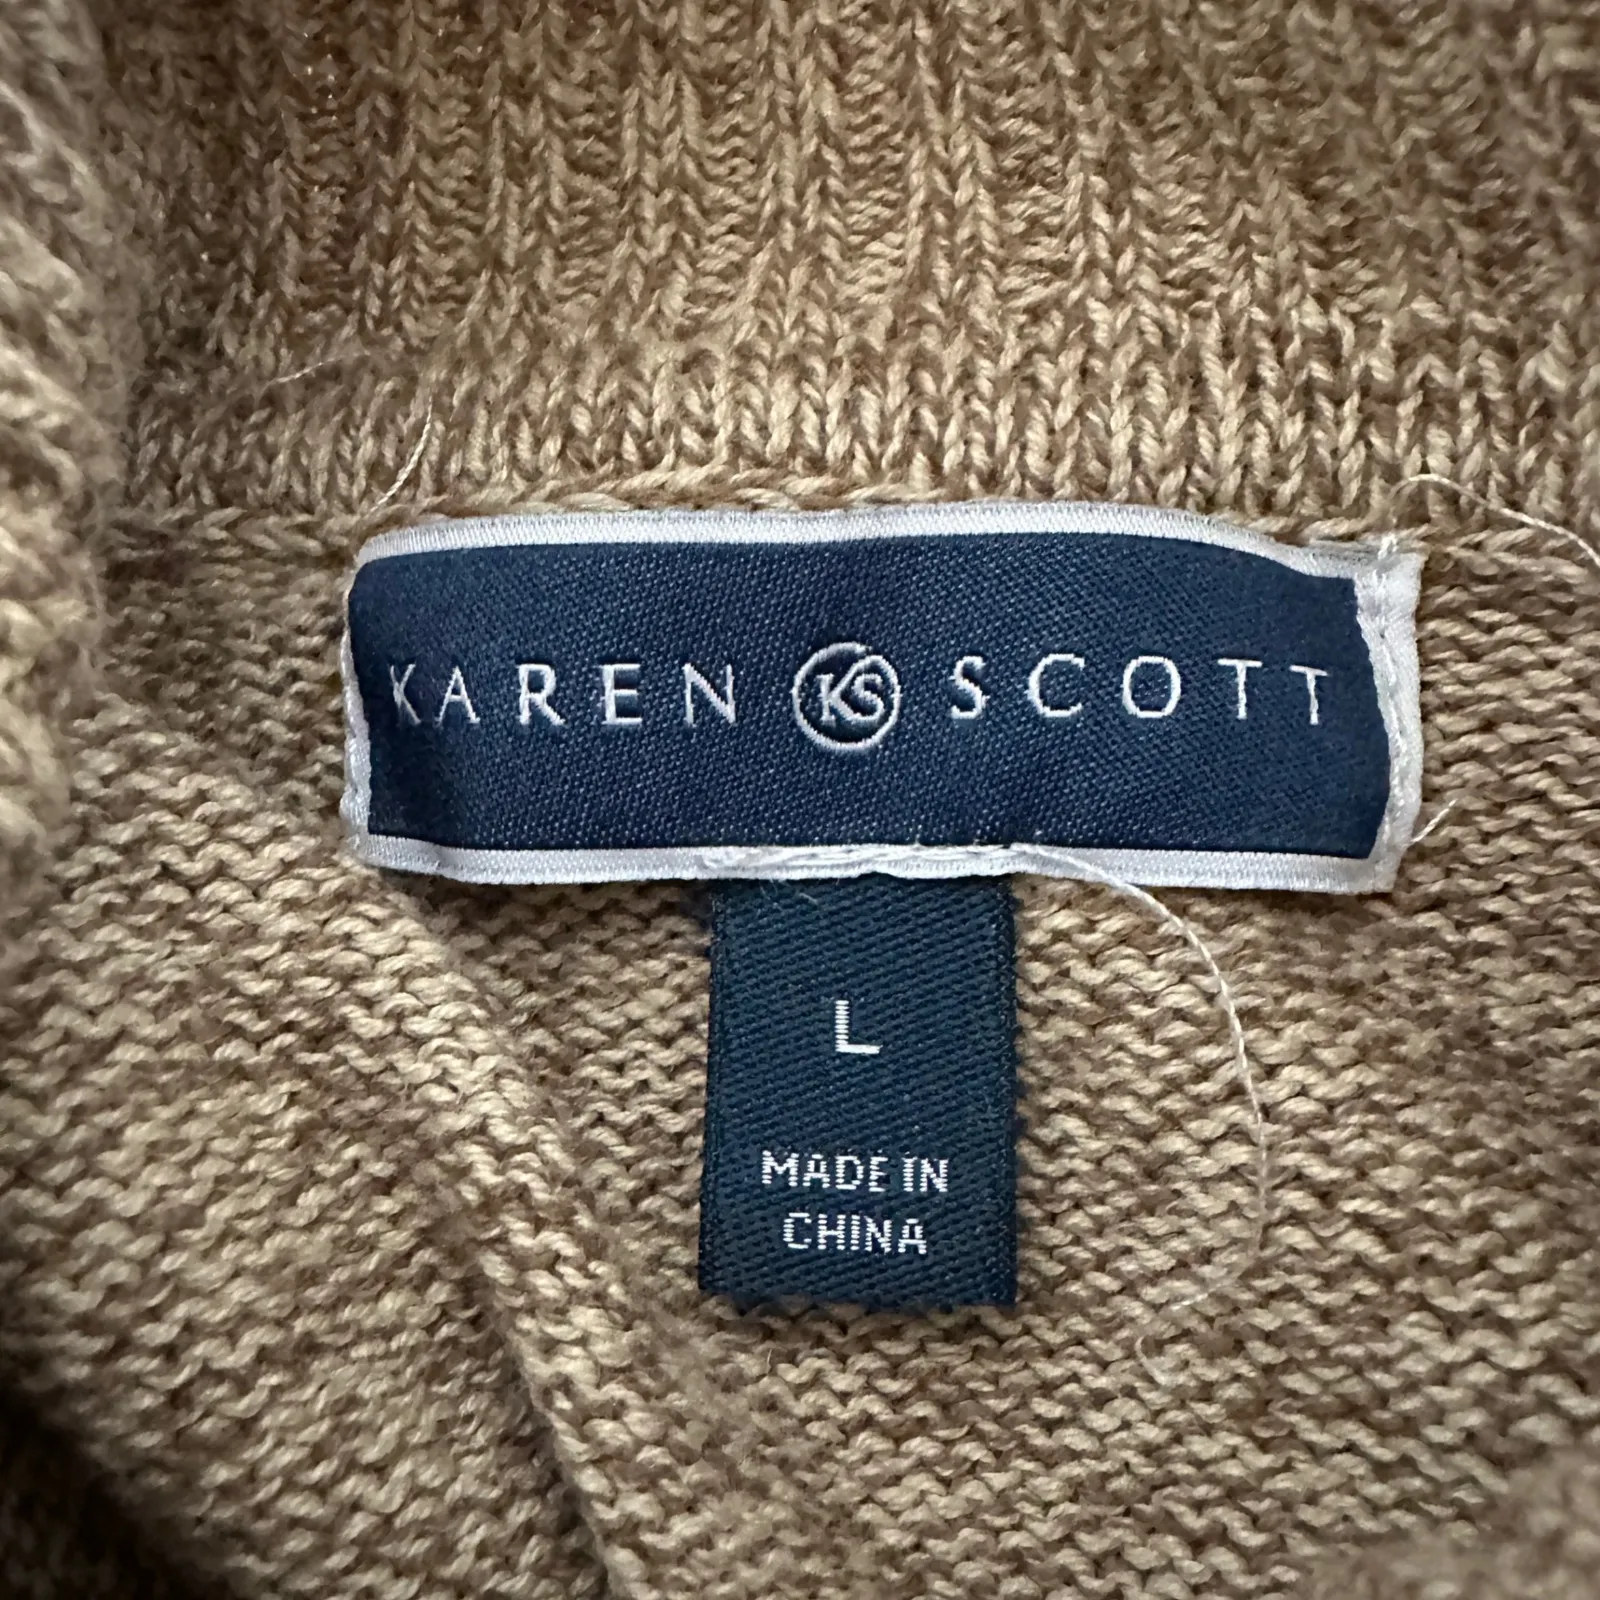 KAREN KS SCOTT
L
MADE IN
CHINA